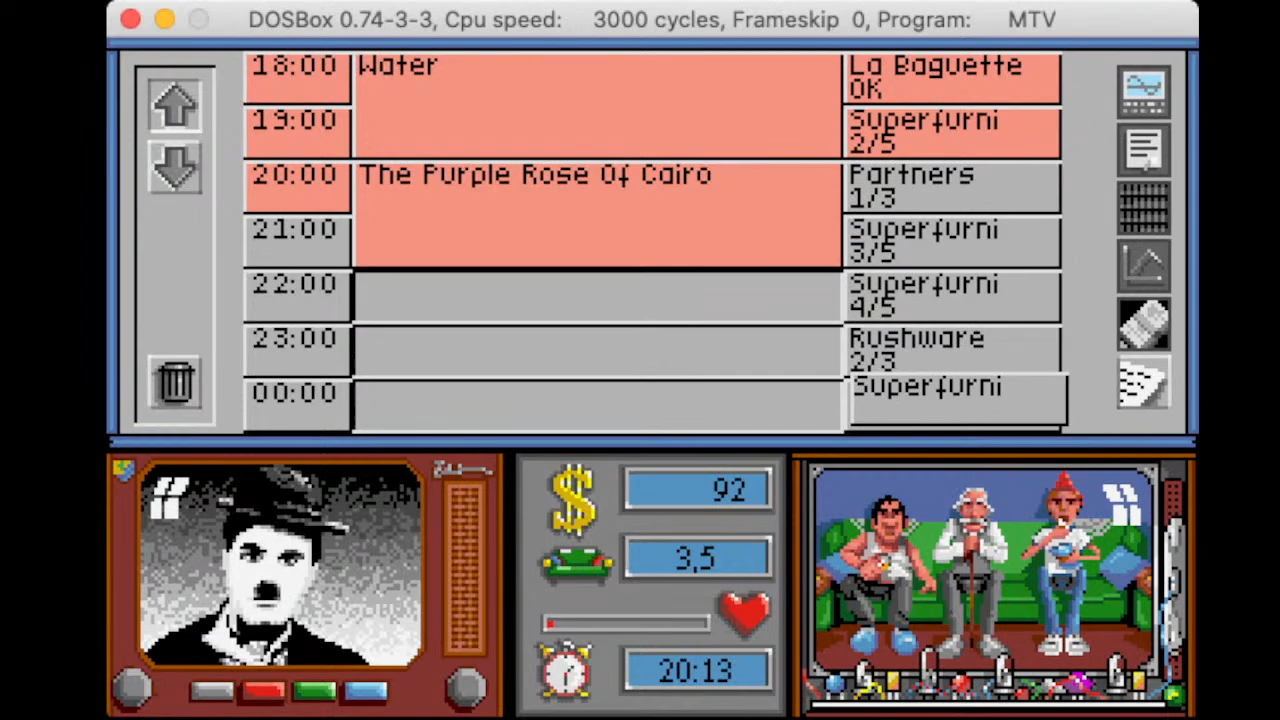 DOSBox 0.74-3-3, Cpu speed: 3000 cycles, Frameskip 0, Program: MTV
18:00 Water La Baguette
OK
19:00 Superfurni
2/5
20:00 The Purple Rose Of Cairo Partners
1/3
21:00 Superfurni
3/5
22:00 Superfurni
4/5
23:00 Rushware
2/3
00:00 Superfurni
$ 92
3,5
20:13